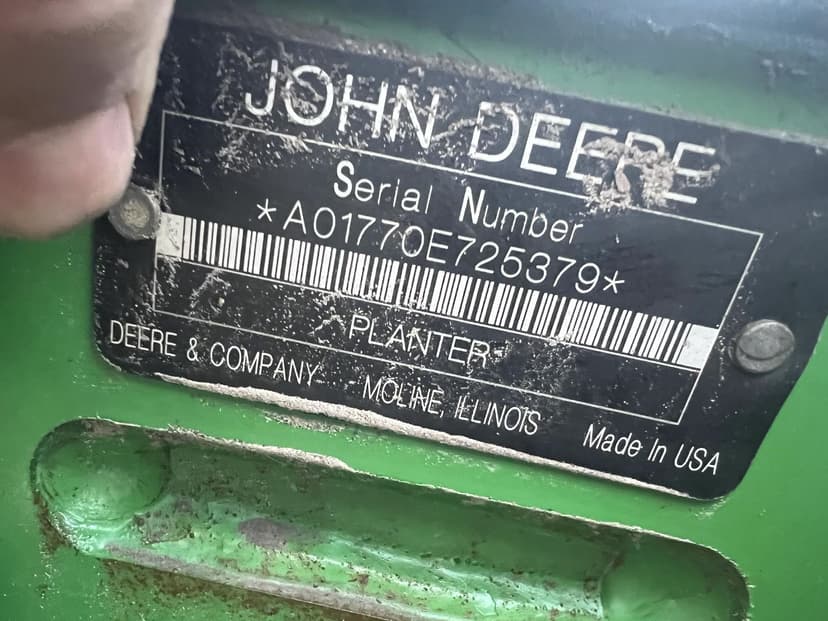 JOHN DEERE
Serial Number
*A01770E725379*
PLANTER
DEERE & COMPANY MOLINE, ILLINOIS Made In USA